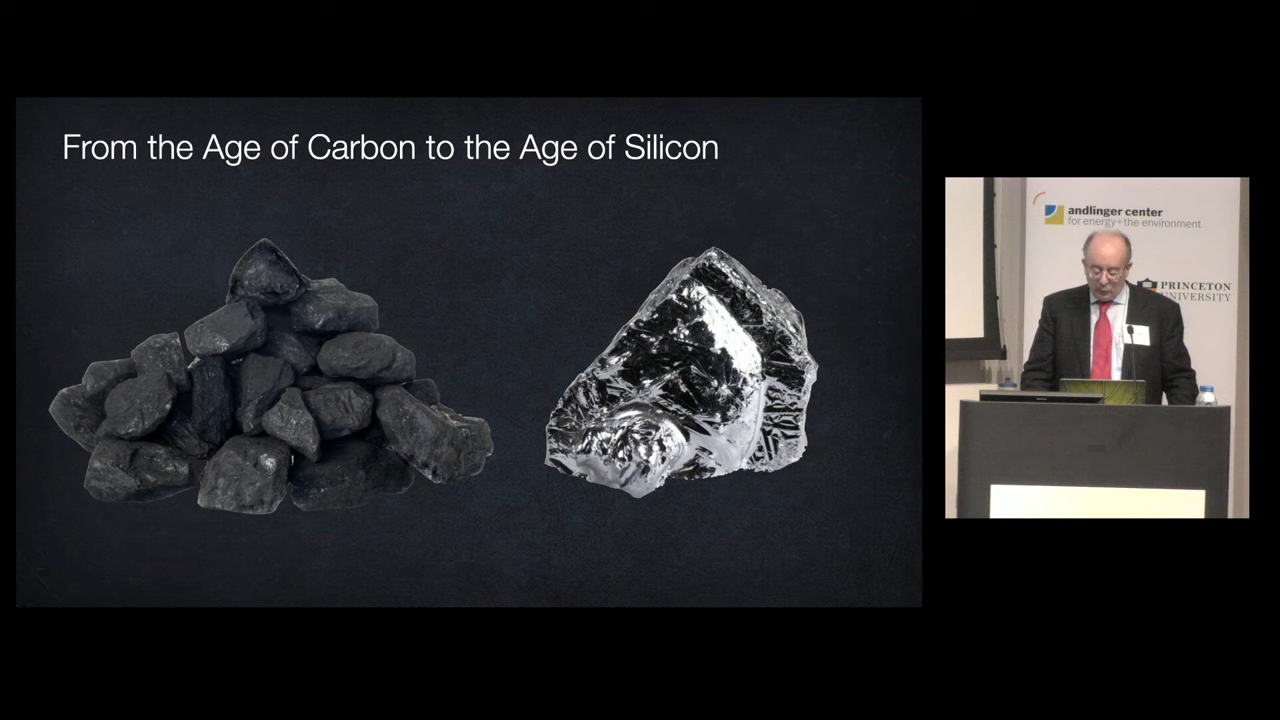 From the Age of Carbon to the Age of Silicon
andlinger center
for energy+the environment
PRINCETON
UNIVERSITY